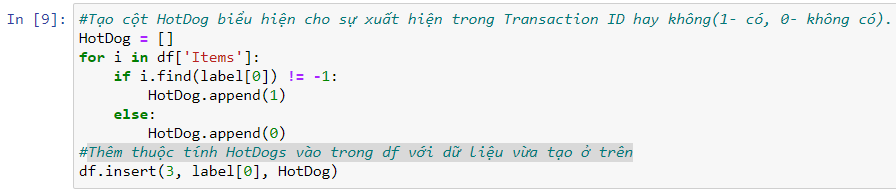 In [9]: #Tạo cột HotDog biểu hiện cho sự xuất hiện trong Transaction ID hay không(1- có, 0- không có).
HotDog = []
for i in df['Items']:
    if i.find(label[0]) != -1:
        HotDog.append(1)
    else:
        HotDog.append(0)
#Thêm thuộc tính HotDogs vào trong df với dữ liệu vừa tạo ở trên
df.insert(3, label[0], HotDog)